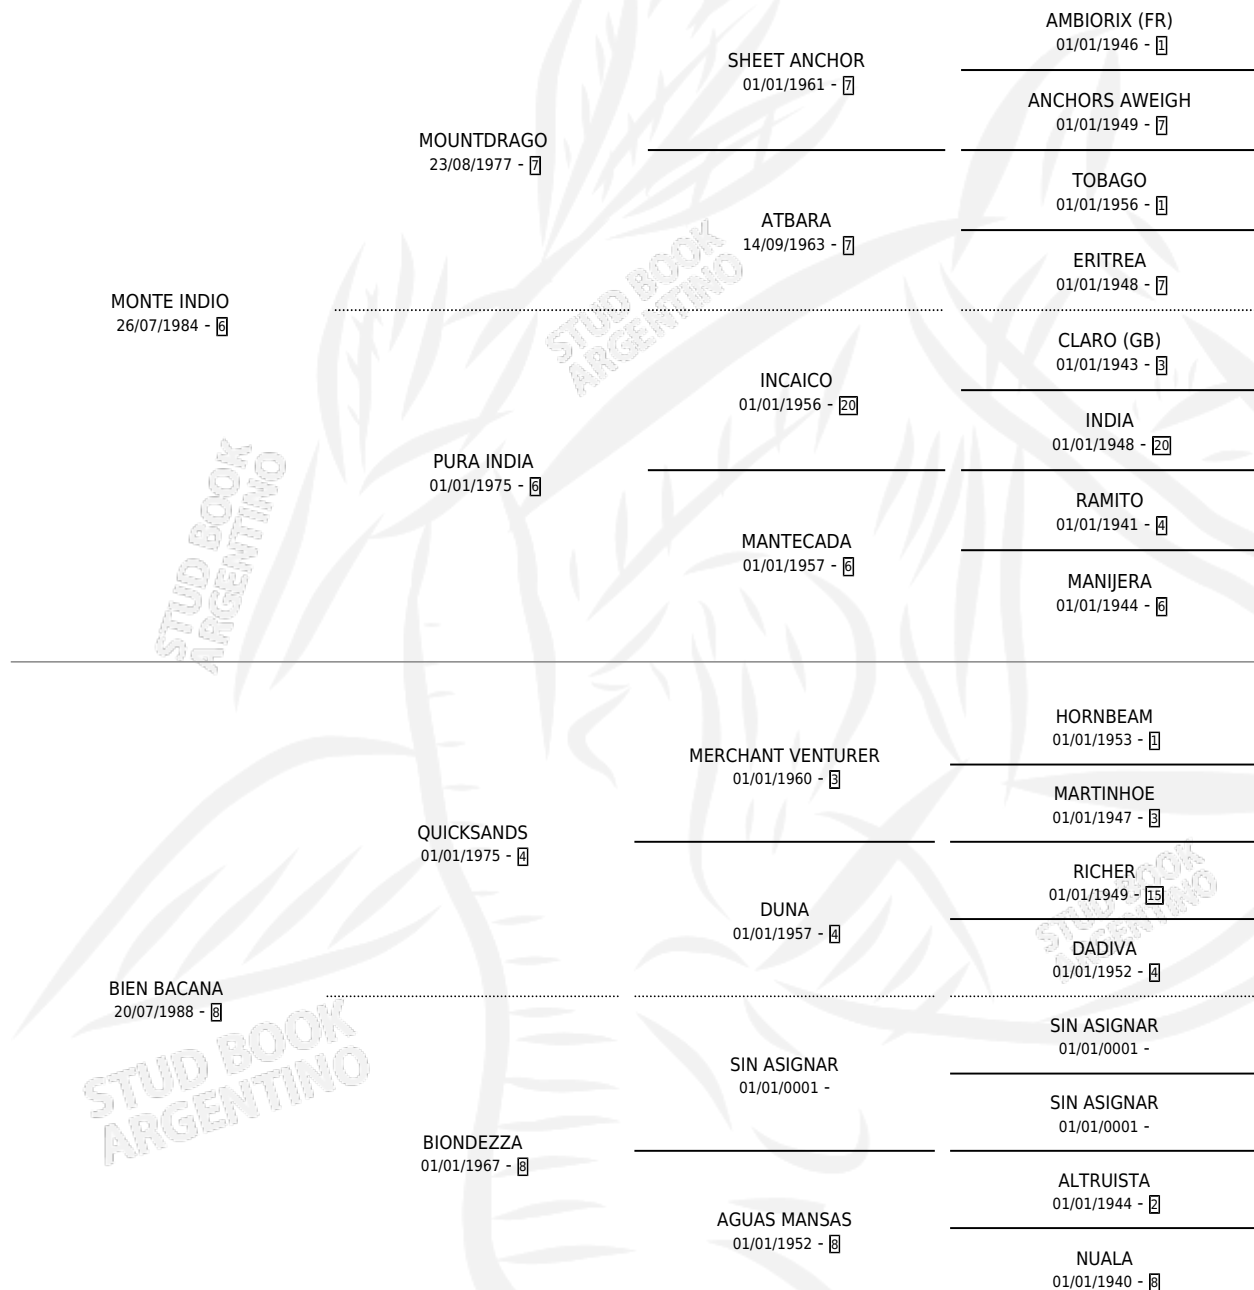 AMBIORIX (FR)
01/01/1946 - 1
SHEET ANCHOR
01/01/1961 - 7
ANCHORS AWEIGH
01/01/1949 - 7
MOUNTDRAGO
23/08/1977 - 7
TOBAGO
01/01/1956 - 1
ATBARA
14/09/1963 - 7
ERITREA
01/01/1948 - 7
MONTE INDIO
26/07/1984 - 6
CLARO (GB)
01/01/1943 - 3
INCAICO
01/01/1956 - 20
INDIA
01/01/1948 - 20
PURA INDIA
01/01/1975 - 6
RAMITO
01/01/1941 - 4
MANTECADA
01/01/1957 - 6
MANIJERA
01/01/1944 - 6
STUD BOOK
ARGENTINO
STUD BOOK
ARGENTINO
HORNBEAM
01/01/1953 - 1
MERCHANT VENTURER
01/01/1960 - 3
MARTINHOE
01/01/1947 - 3
QUICKSANDS
01/01/1975 - 4
RICHER
01/01/1949 - 15
DUNA
01/01/1957 - 4
DADIVA
01/01/1952 - 4
BIEN BACANA
20/07/1988 - 8
SIN ASIGNAR
01/01/0001 -
SIN ASIGNAR
01/01/0001 -
SIN ASIGNAR
01/01/0001 -
BIONDEZZA
01/01/1967 - 8
ALTRUISTA
01/01/1944 - 2
AGUAS MANSAS
01/01/1952 - 8
NUALA
01/01/1940 - 8
STUD BOOK
ARGENTINO
STUD BOOK
ARGENTINO